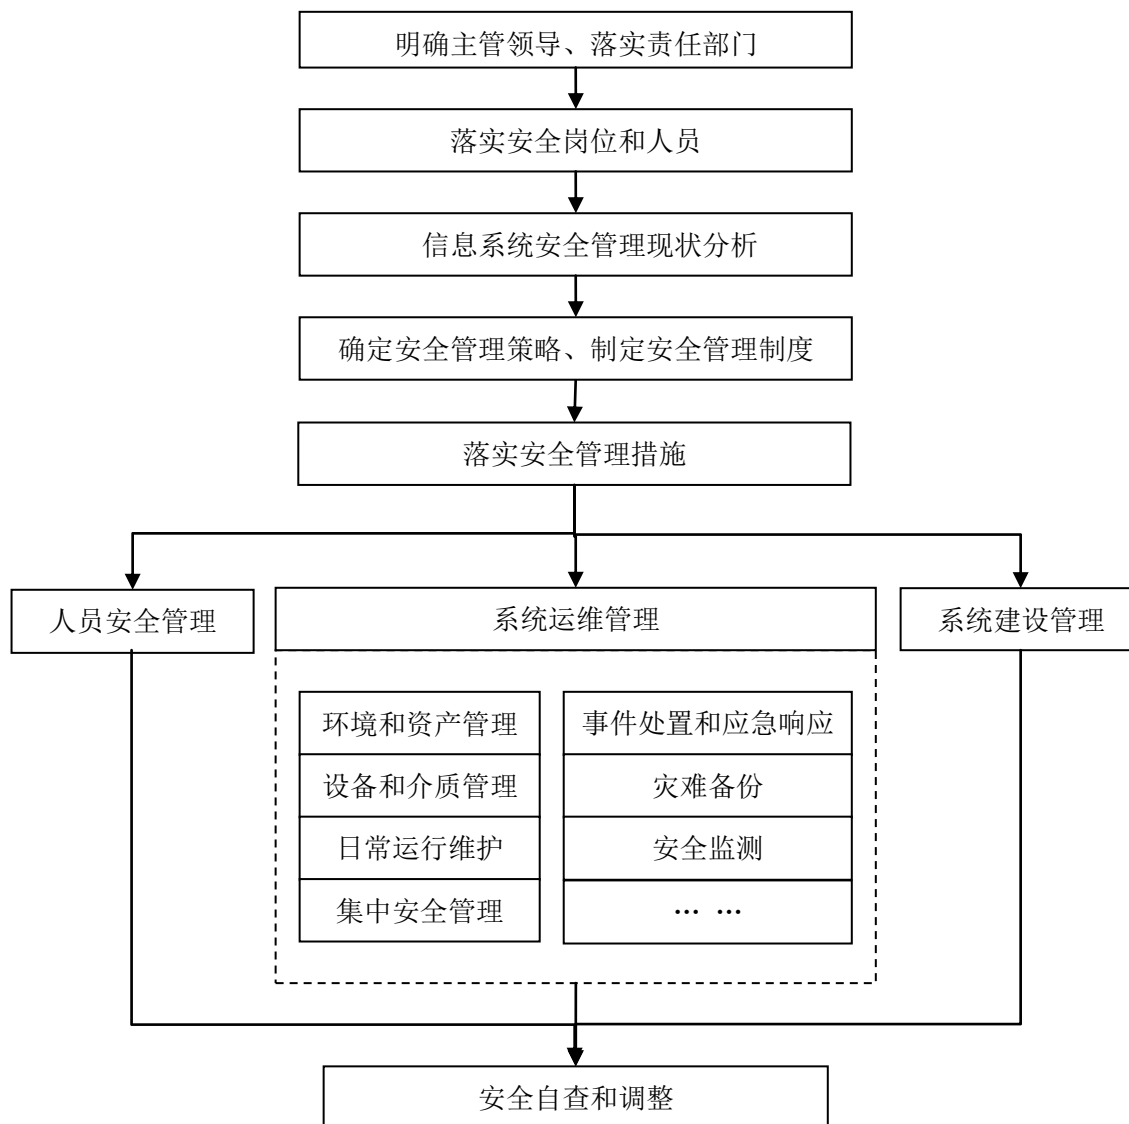 明确主管领导、落实责任部门
落实安全岗位和人员
信息系统安全管理现状分析
确定安全管理策略、制定安全管理制度
落实安全管理措施
人员安全管理
系统运维管理
系统建设管理
环境和资产管理
事件处置和应急响应
设备和介质管理
灾难备份
日常运行维护
安全监测
集中安全管理
… …
安全自查和调整